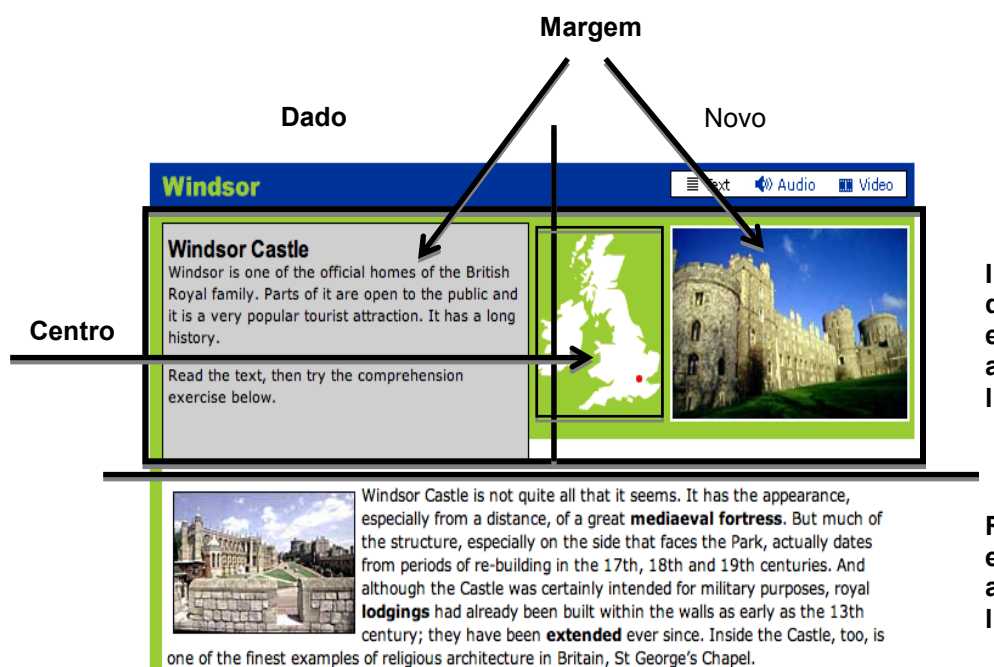 Margem
Dado
Novo
Windsor
Text Audio Video
Windsor Castle
Windsor is one of the official homes of the British
Royal family. Parts of it are open to the public and
it is a very popular tourist attraction. It has a long
history.
Read the text, then try the comprehension
exercise below.
Centro
Windsor Castle is not quite all that it seems. It has the appearance,
especially from a distance, of a great mediaeval fortress. But much of
the structure, especially on the side that faces the Park, actually dates
from periods of re-building in the 17th, 18th and 19th centuries. And
although the Castle was certainly intended for military purposes, royal
lodgings had already been built within the walls as early as the 13th
century; they have been extended ever since. Inside the Castle, too, is
one of the finest examples of religious architecture in Britain, St George's Chapel.